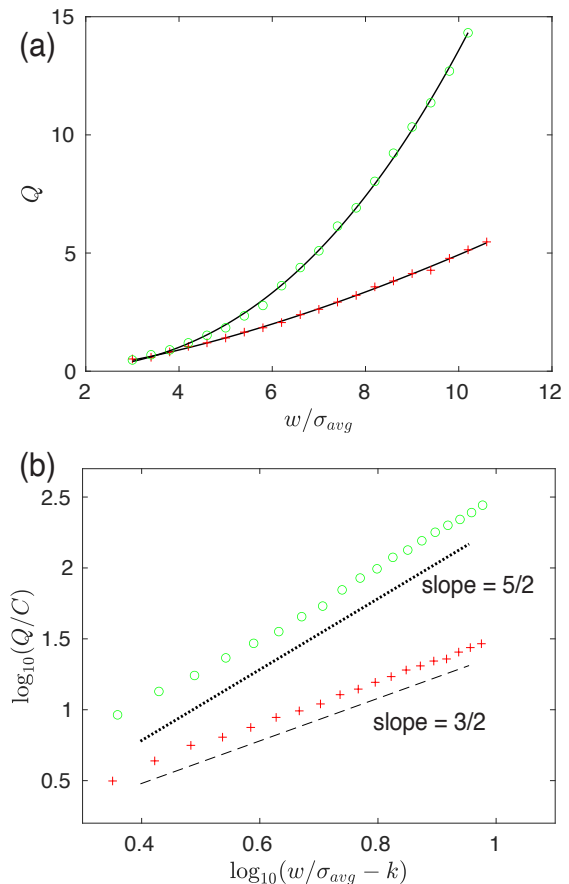 (a)
15
10
5
0
Q
2 4 6 8 10 12
w/σ_avg
(b)
2.5
2
1.5
1
0.5
log₁₀(Q/C)
slope = 5/2
slope = 3/2
0.4 0.6 0.8 1
log₁₀(w/σ_avg − k)